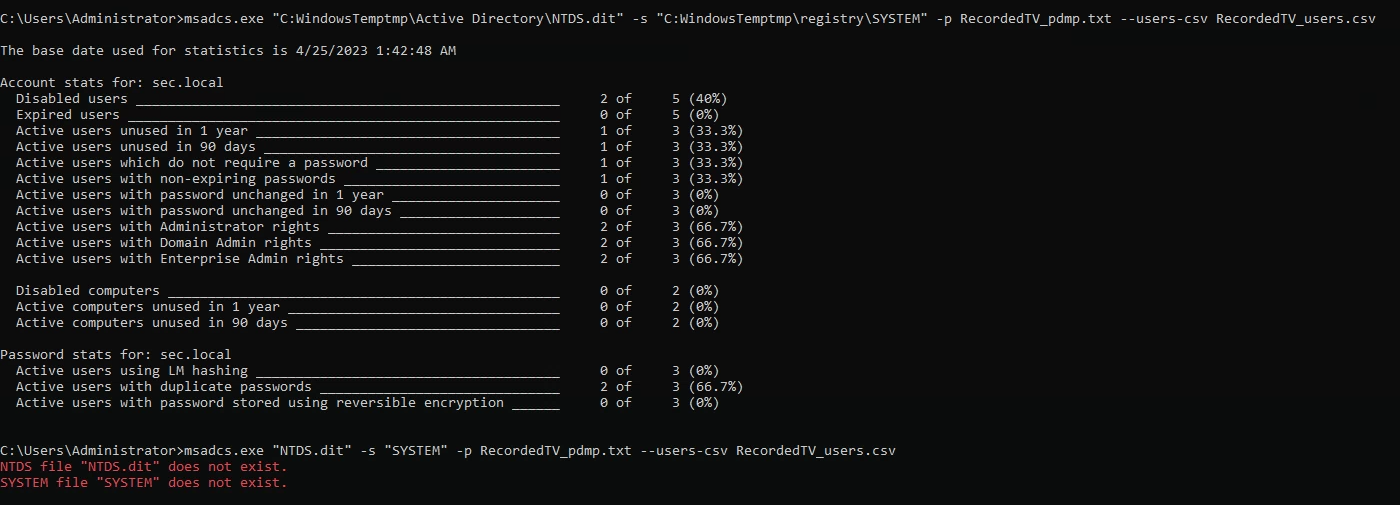 C:\Users\Administrator>msadcs.exe "C:WindowsTemptmp\Active Directory\NTDS.dit" -s "C:WindowsTemptmp\registry\SYSTEM" -p RecordedTV_pdmp.txt --users-csv RecordedTV_users.csv
The base date used for statistics is 4/25/2023 1:42:48 AM
Account stats for: sec.local
Disabled users _____________________________________________________ 2 of 5 (40%)
Expired users ______________________________________________________ 0 of 5 (0%)
Active users unused in 1 year ______________________________________ 1 of 3 (33.3%)
Active users unused in 90 days _____________________________________ 1 of 3 (33.3%)
Active users which do not require a password _______________________ 1 of 3 (33.3%)
Active users with non-expiring passwords ___________________________ 1 of 3 (33.3%)
Active users with password unchanged in 1 year _____________________ 0 of 3 (0%)
Active users with password unchanged in 90 days ____________________ 0 of 3 (0%)
Active users with Administrator rights _____________________________ 2 of 3 (66.7%)
Active users with Domain Admin rights ______________________________ 2 of 3 (66.7%)
Active users with Enterprise Admin rights __________________________ 2 of 3 (66.7%)
Disabled computers _________________________________________________ 0 of 2 (0%)
Active computers unused in 1 year __________________________________ 0 of 2 (0%)
Active computers unused in 90 days _________________________________ 0 of 2 (0%)
Password stats for: sec.local
Active users using LM hashing ______________________________________ 0 of 3 (0%)
Active users with duplicate passwords ______________________________ 2 of 3 (66.7%)
Active users with password stored using reversible encryption ______ 0 of 3 (0%)
C:\Users\Administrator>msadcs.exe "NTDS.dit" -s "SYSTEM" -p RecordedTV_pdmp.txt --users-csv RecordedTV_users.csv
NTDS file "NTDS.dit" does not exist.
SYSTEM file "SYSTEM" does not exist.